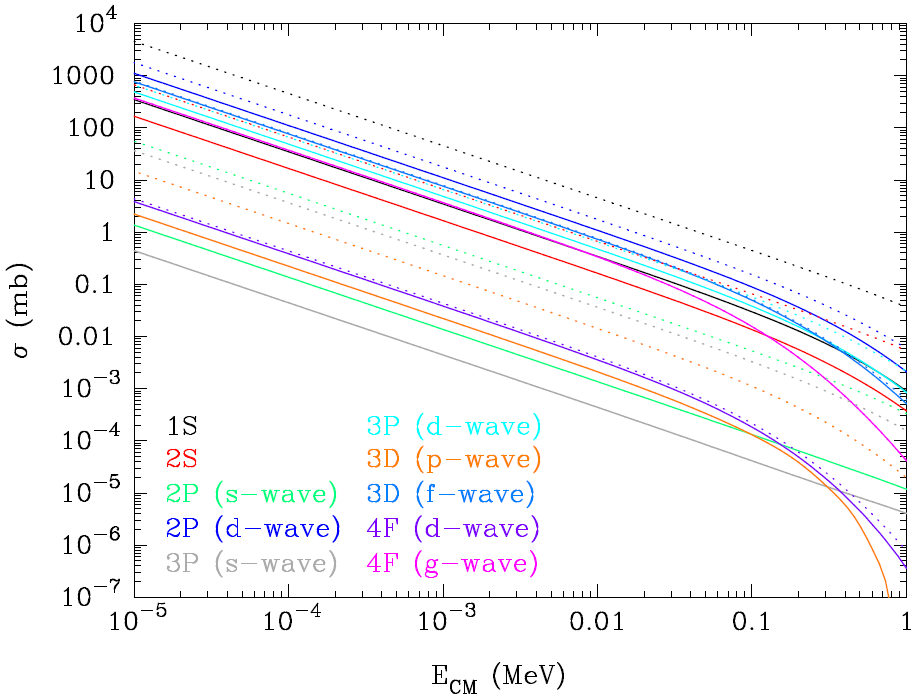 10^4
1000
100
10
1
0.1
0.01
10^−3
10^−4
10^−5
10^−6
10^−7
σ (mb)
1S
2S
2P (s−wave)
2P (d−wave)
3P (s−wave)
3P (d−wave)
3D (p−wave)
3D (f−wave)
4F (d−wave)
4F (g−wave)
10^−5 10^−4 10^−3 0.01 0.1 1
E_CM (MeV)